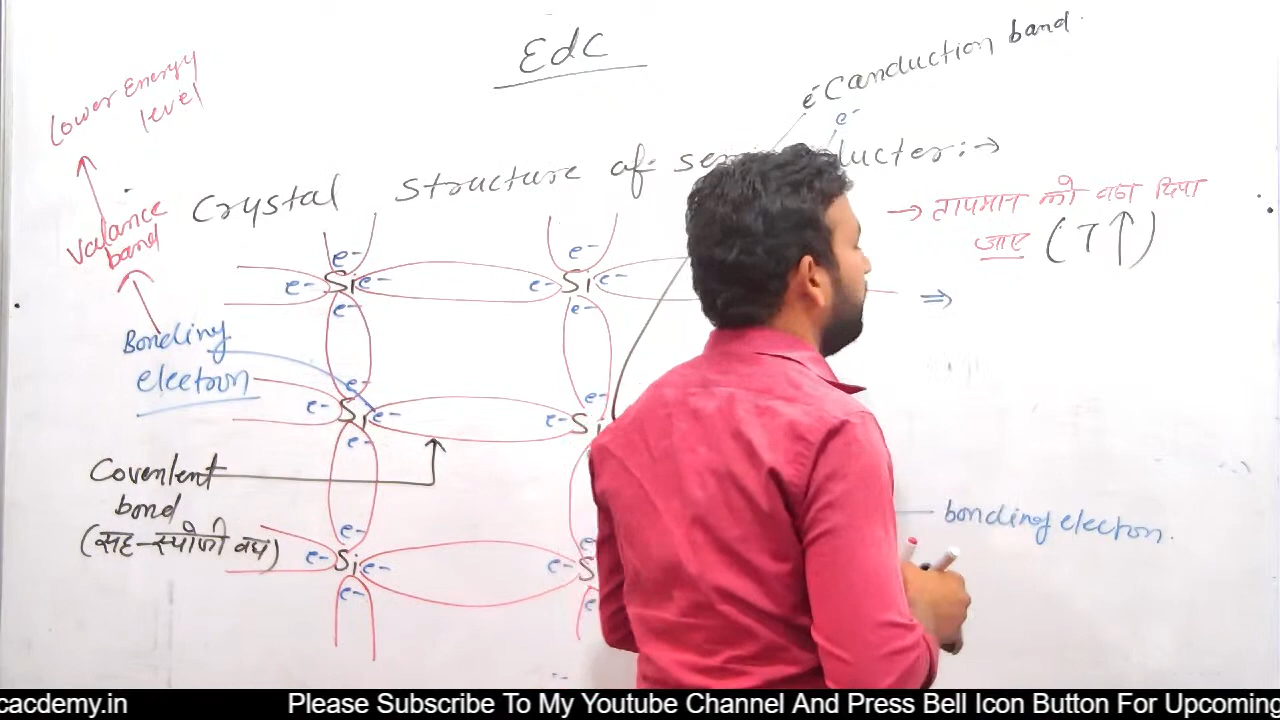 EdC
e- Canduction band.
e-
Lower Energy
level
Crystal Structure of semi ducter:→
Valance
band
→ तापमान को बढा दिया
जाए (T↑)
e-
e- Si e-
e-
e-
e- Si e-
e-
⇒
Bonding
electron
e-
e- Si e-
e-
e-
e- Si
Covenlent
bond
(सह-स्योजी बंध)
bonding electron.
e-
e- Si e-
e-
e
e- S
e
cacdemy.in Please Subscribe To My Youtube Channel And Press Bell Icon Button For Upcoming